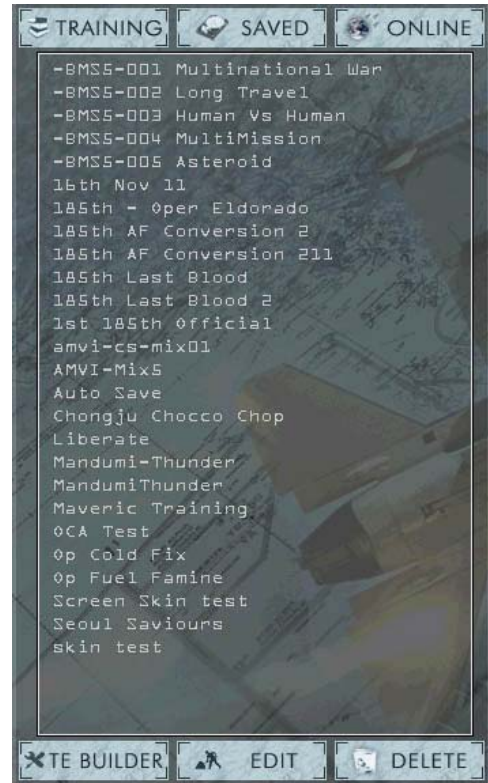 TRAINING SAVED ONLINE
-BMS5-001 Multinational War
-BMS5-002 Long Travel
-BMS5-003 Human Vs Human
-BMS5-004 MultiMission
-BMS5-005 Asteroid
16th Nov 11
185th - Oper Eldorado
185th AF Conversion 2
185th AF Conversion 211
185th Last Blood
185th Last Blood 2
1st 185th Official
amvi-cs-mix01
AMVI-Mix5
Auto Save
Chongju Chocco Chop
Liberate
Mandumi-Thunder
MandumiThunder
Maveric Training
OCA Test
Op Cold Fix
Op Fuel Famine
Screen Skin test
Seoul Saviours
skin test
TE BUILDER EDIT DELETE